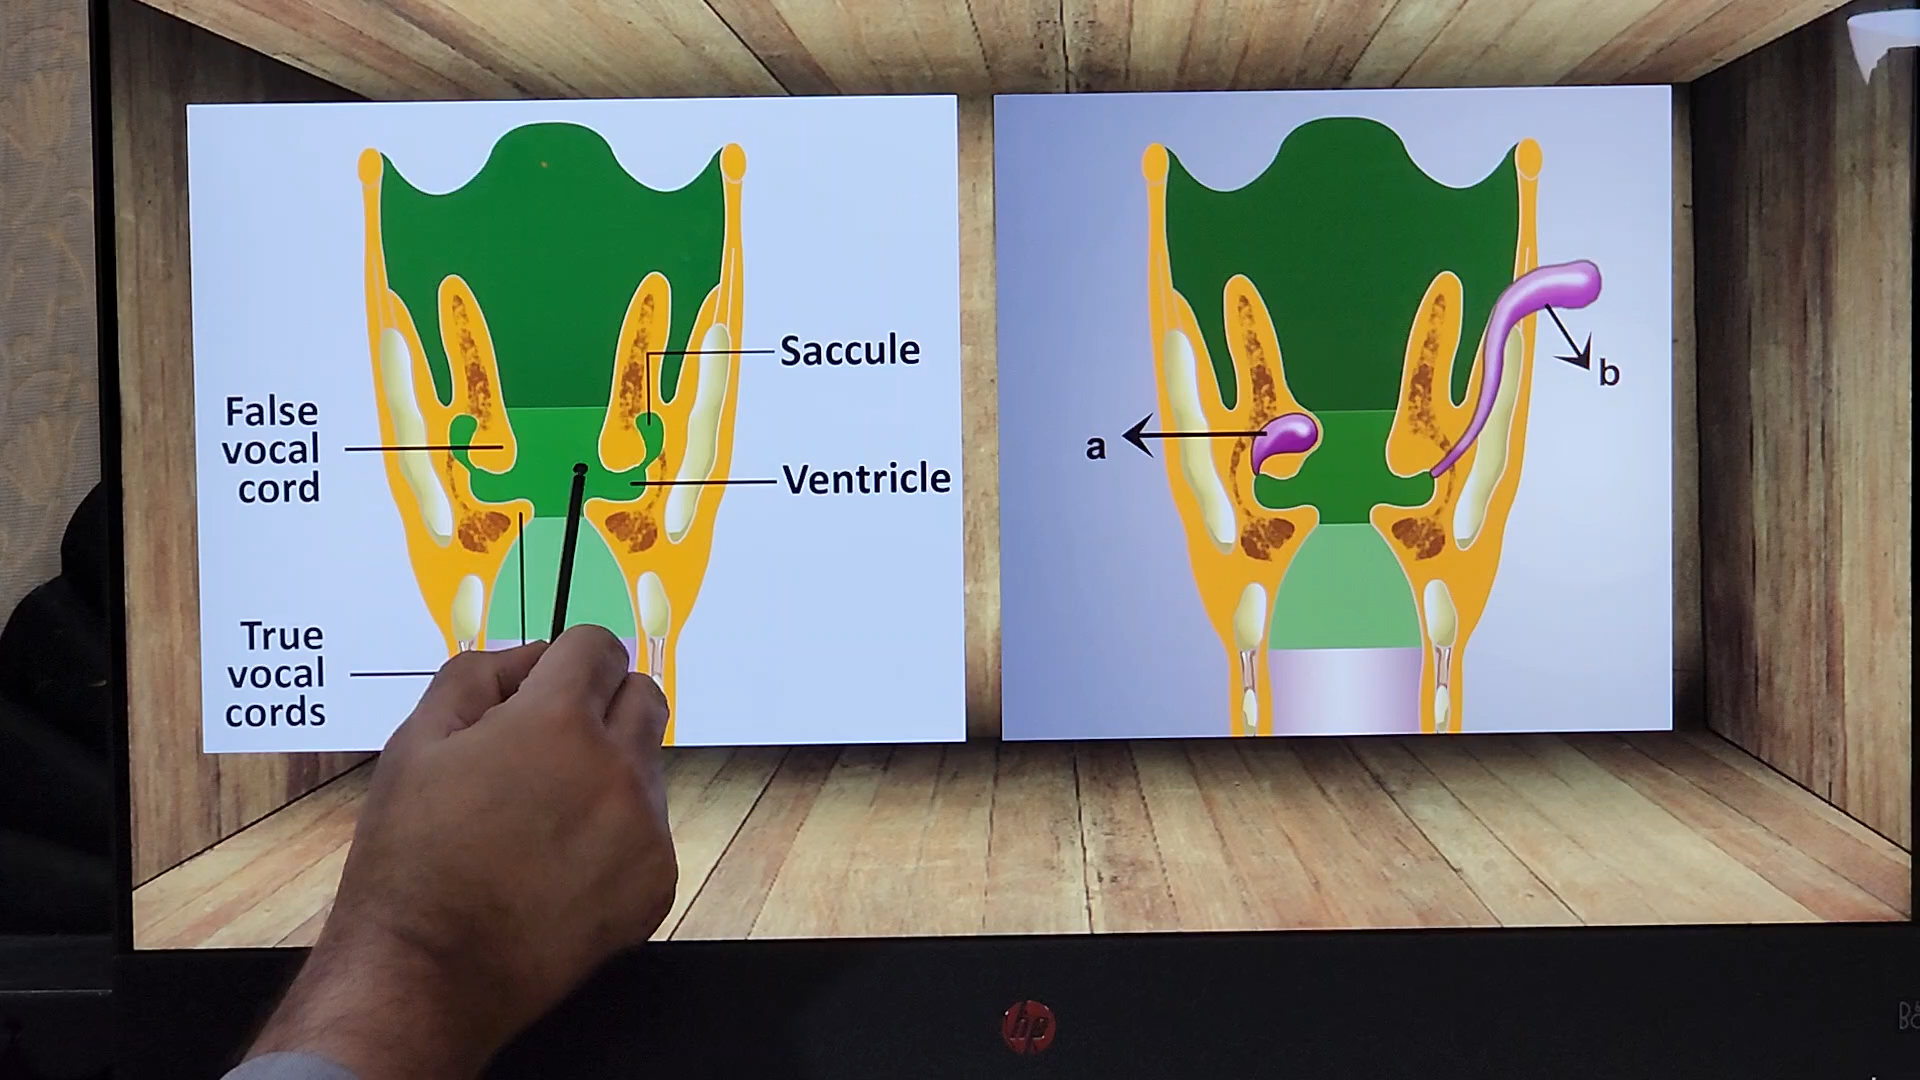 Saccule
False
vocal
cord
Ventricle
True
vocal
cords
a
b
hp